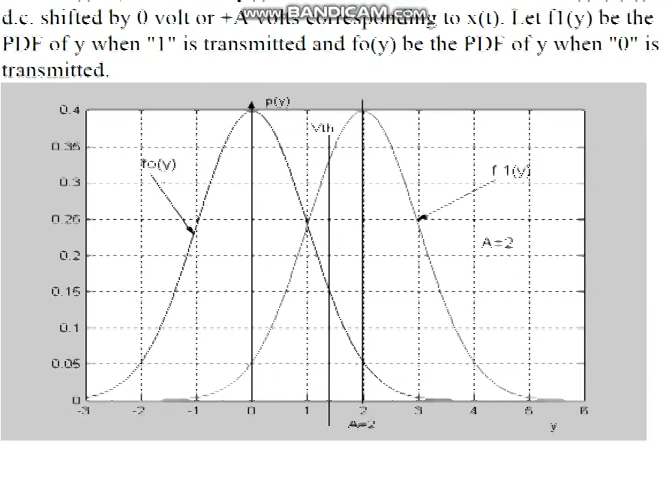 d.c. shifted by 0 volt or +A volts corresponding to x(t). Let f1(y) be the
www.BANDICAM.com
PDF of y when "1" is transmitted and fo(y) be the PDF of y when "0" is
transmitted.
p(y)
0.4
Vth
0.35
fo(y)
f 1(y)
0.3
0.25
A=2
0.2
0.15
0.1
0.05
0
-3 -2 -1 0 1 2 3 4 5 6
A=2
y